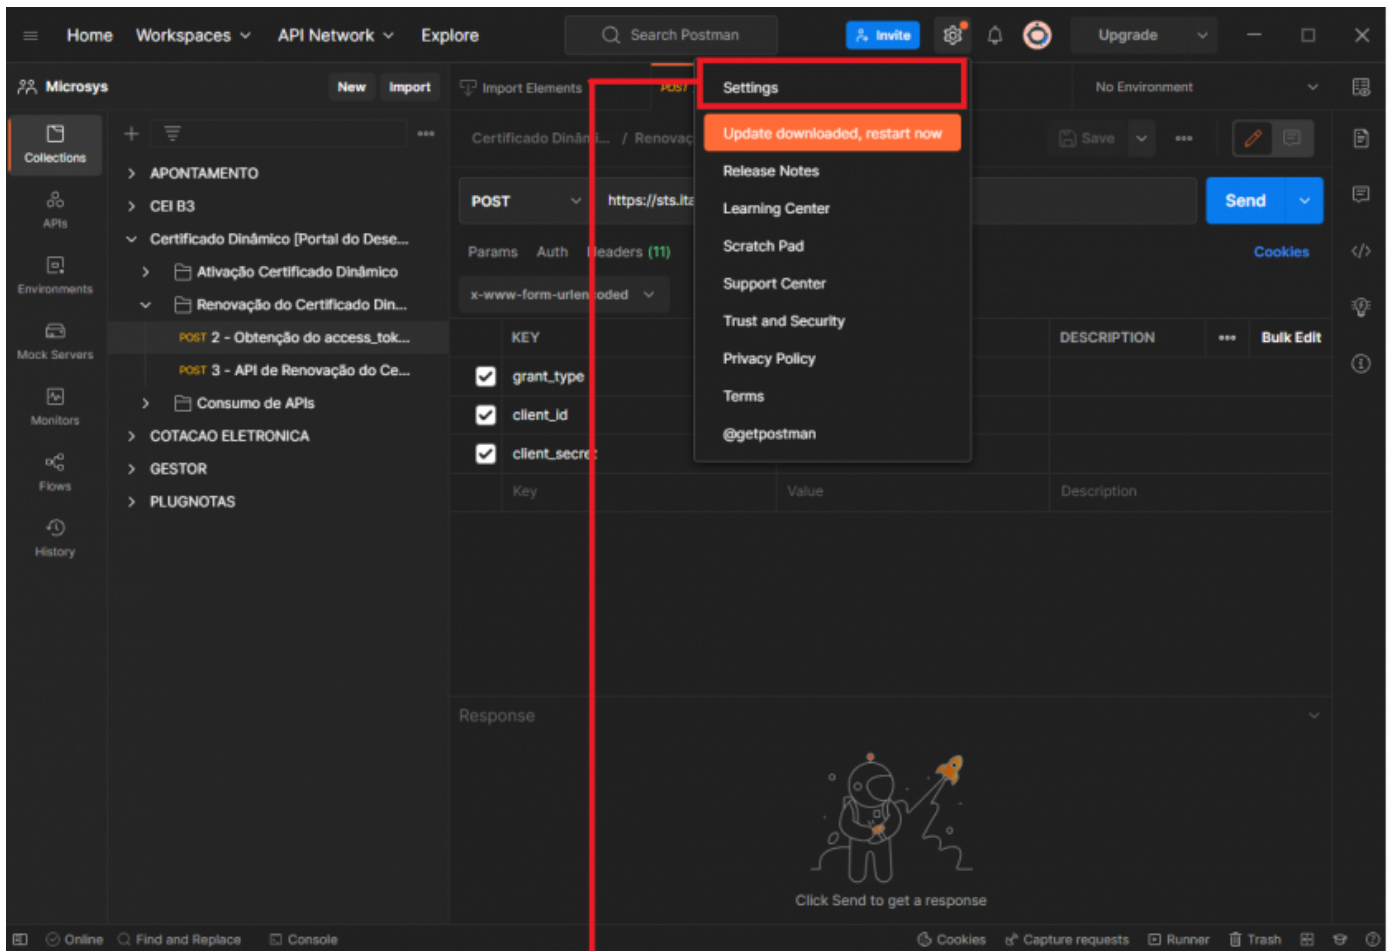 Home Workspaces API Network Explore Search Postman Invite Upgrade
Microsys New Import Import Elements POST No Environment
Settings
Update downloaded, restart now
Release Notes
Learning Center
Scratch Pad
Support Center
Trust and Security
Privacy Policy
Terms
@getpostman
Collections
APIs
Environments
Mock Servers
Monitors
Flows
History
APONTAMENTO
CEI B3
Certificado Dinâmico [Portal do Dese...
Ativação Certificado Dinâmico
Renovação do Certificado Din...
POST 2 - Obtenção do access_tok...
POST 3 - API de Renovação do Ce...
Consumo de APIs
COTACAO ELETRONICA
GESTOR
PLUGNOTAS
Certificado Dinâmi... / Renovaç Save
POST https://sts.ita Send
Params Auth eaders (11) Cookies
x-www-form-urlencoded
KEY DESCRIPTION Bulk Edit
grant_type
client_id
client_secret
Key Value Description
Response
Click Send to get a response
Online Find and Replace Console Cookies Capture requests Runner Trash